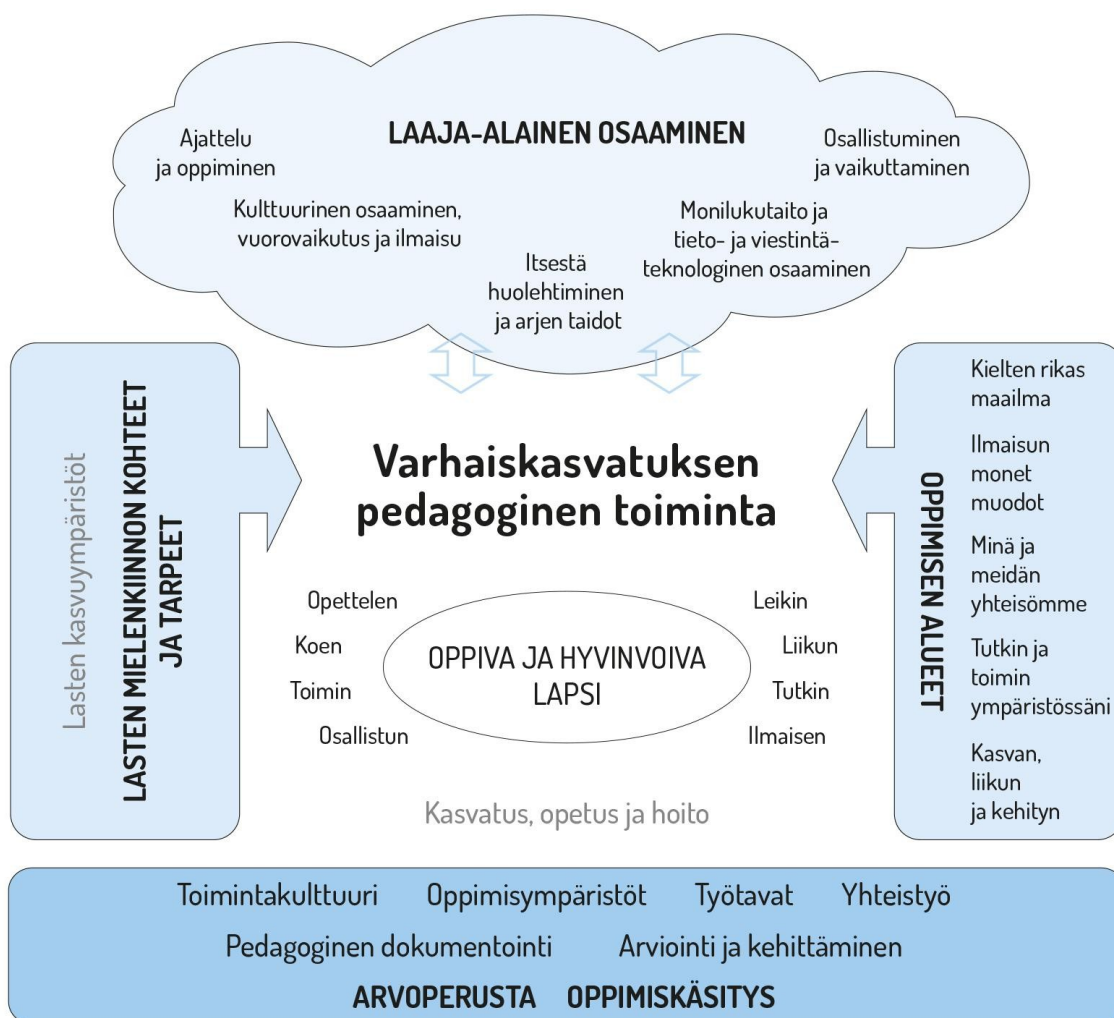 LAAJA-ALAINEN OSAAMINEN
Ajattelu
ja oppiminen
Kulttuurinen osaaminen,
vuorovaikutus ja ilmaisu
Itsestä
huolehtiminen
ja arjen taidot
Monilukutaito ja
tieto- ja viestintä-
teknologinen osaaminen
Osallistuminen
ja vaikuttaminen
Lasten kasvuympäristöt
LASTEN MIELENKIINNON KOHTEET
JA TARPEET
Varhaiskasvatuksen
pedagoginen toiminta
Opettelen
Koen
Toimin
Osallistun
OPPIVA JA HYVINVOIVA
LAPSI
Leikin
Liikun
Tutkin
Ilmaisen
Kasvatus, opetus ja hoito
OPPIMISEN ALUEET
Kielten rikas
maailma
Ilmaisun
monet
muodot
Minä ja
meidän
yhteisömme
Tutkin ja
toimin
ympäristössäni
Kasvan,
liikun
ja kehityn
Toimintakulttuuri Oppimisympäristöt Työtavat Yhteistyö
Pedagoginen dokumentointi Arviointi ja kehittäminen
ARVOPERUSTA OPPIMISKÄSITYS